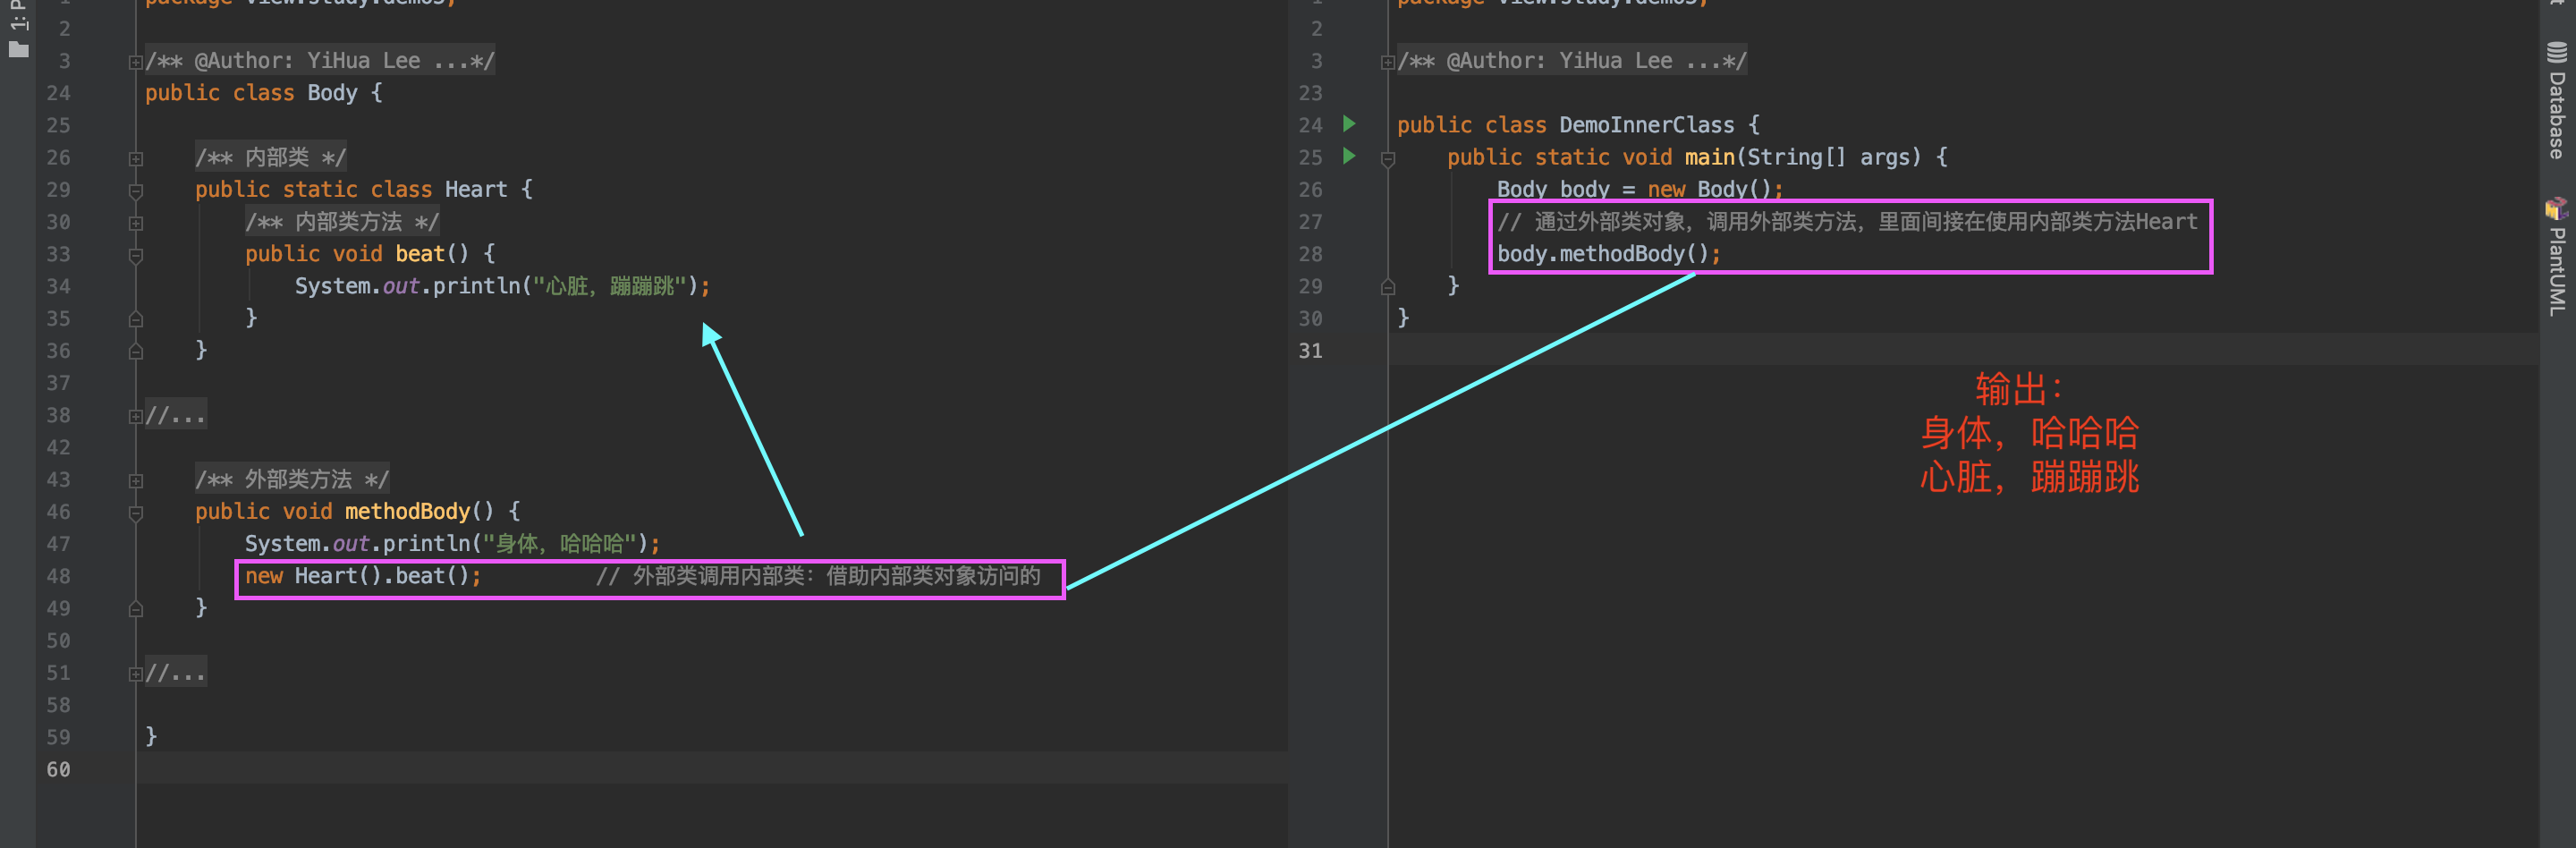 1: P
1
package view.study.demo3;
2
3 /** @Author: YiHua Lee ...*/
24 public class Body {
25
26 /** 内部类 */
29 public static class Heart {
30 /** 内部类方法 */
33 public void beat() {
34 System.out.println("心脏，蹦蹦跳");
35 }
36 }
37
38 //...
42
43 /** 外部类方法 */
46 public void methodBody() {
47 System.out.println("身体，哈哈哈");
48 new Heart().beat(); // 外部类调用内部类：借助内部类对象访问的
49 }
50
51 //...
58
59 }
60
1 package view.study.demo3;
2
3 /** @Author: YiHua Lee ...*/
23
24 public class DemoInnerClass {
25 public static void main(String[] args) {
26 Body body = new Body();
27 // 通过外部类对象，调用外部类方法，里面间接在使用内部类方法Heart
28 body.methodBody();
29 }
30 }
31
输出：
身体，哈哈哈
心脏，蹦蹦跳
Database
PlantUML